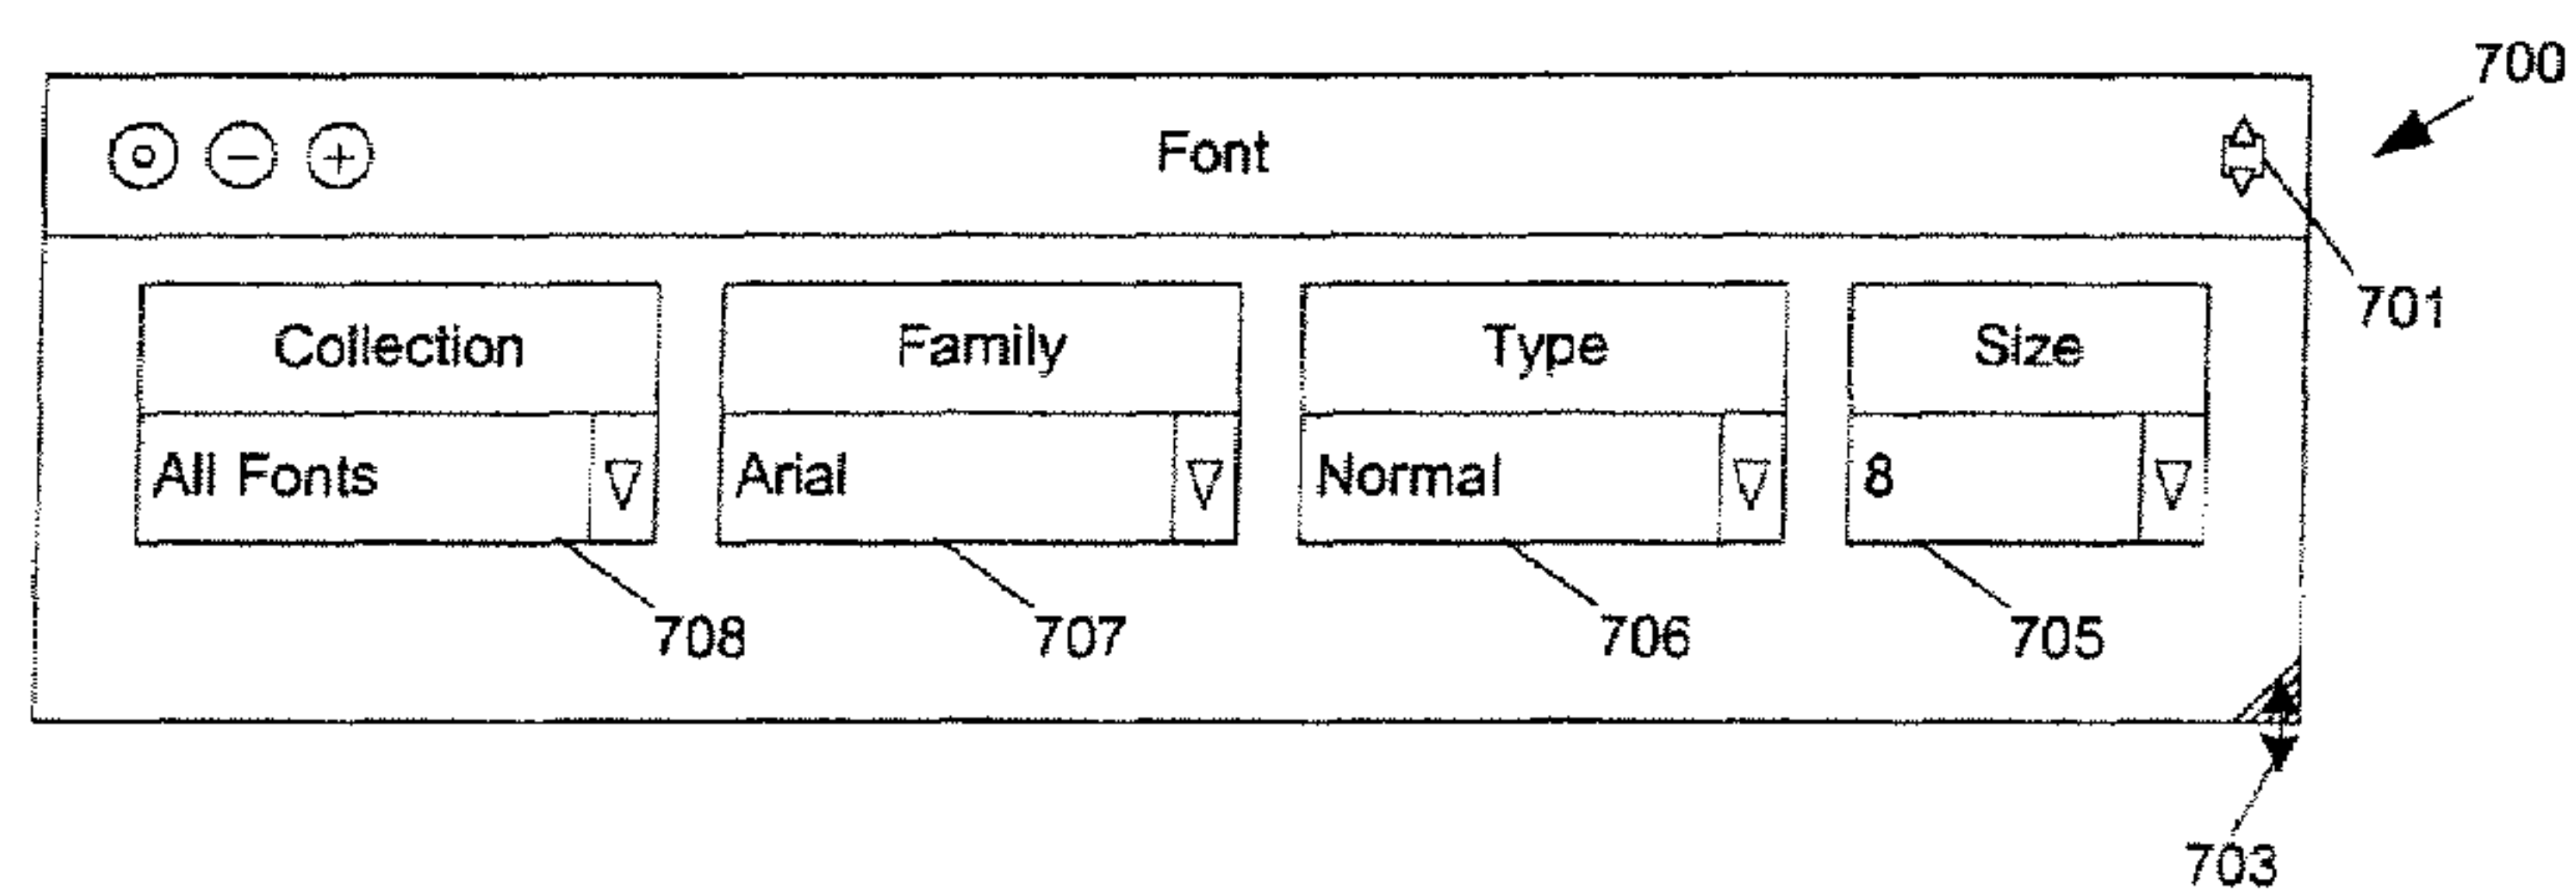 700
Font
701
Collection Family Type Size
All Fonts Arial Normal 8
708 707 706 705
703